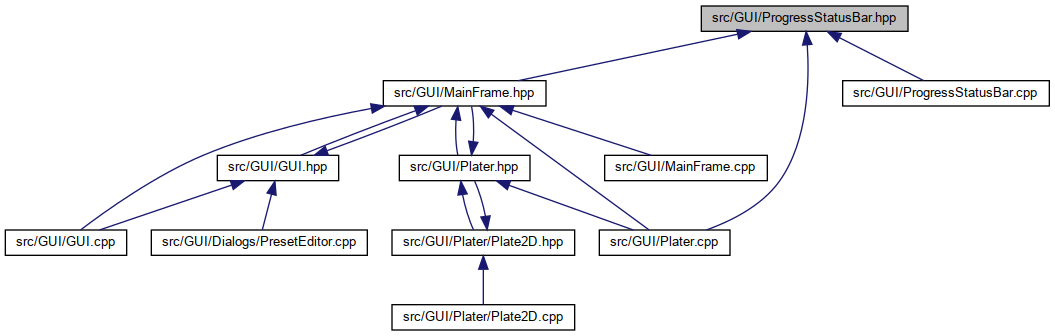 src/GUI/ProgressStatusBar.hpp
src/GUI/MainFrame.hpp
src/GUI/ProgressStatusBar.cpp
src/GUI/GUI.hpp
src/GUI/Plater.hpp
src/GUI/MainFrame.cpp
src/GUI/GUI.cpp
src/GUI/Dialogs/PresetEditor.cpp
src/GUI/Plater/Plate2D.hpp
src/GUI/Plater.cpp
src/GUI/Plater/Plate2D.cpp